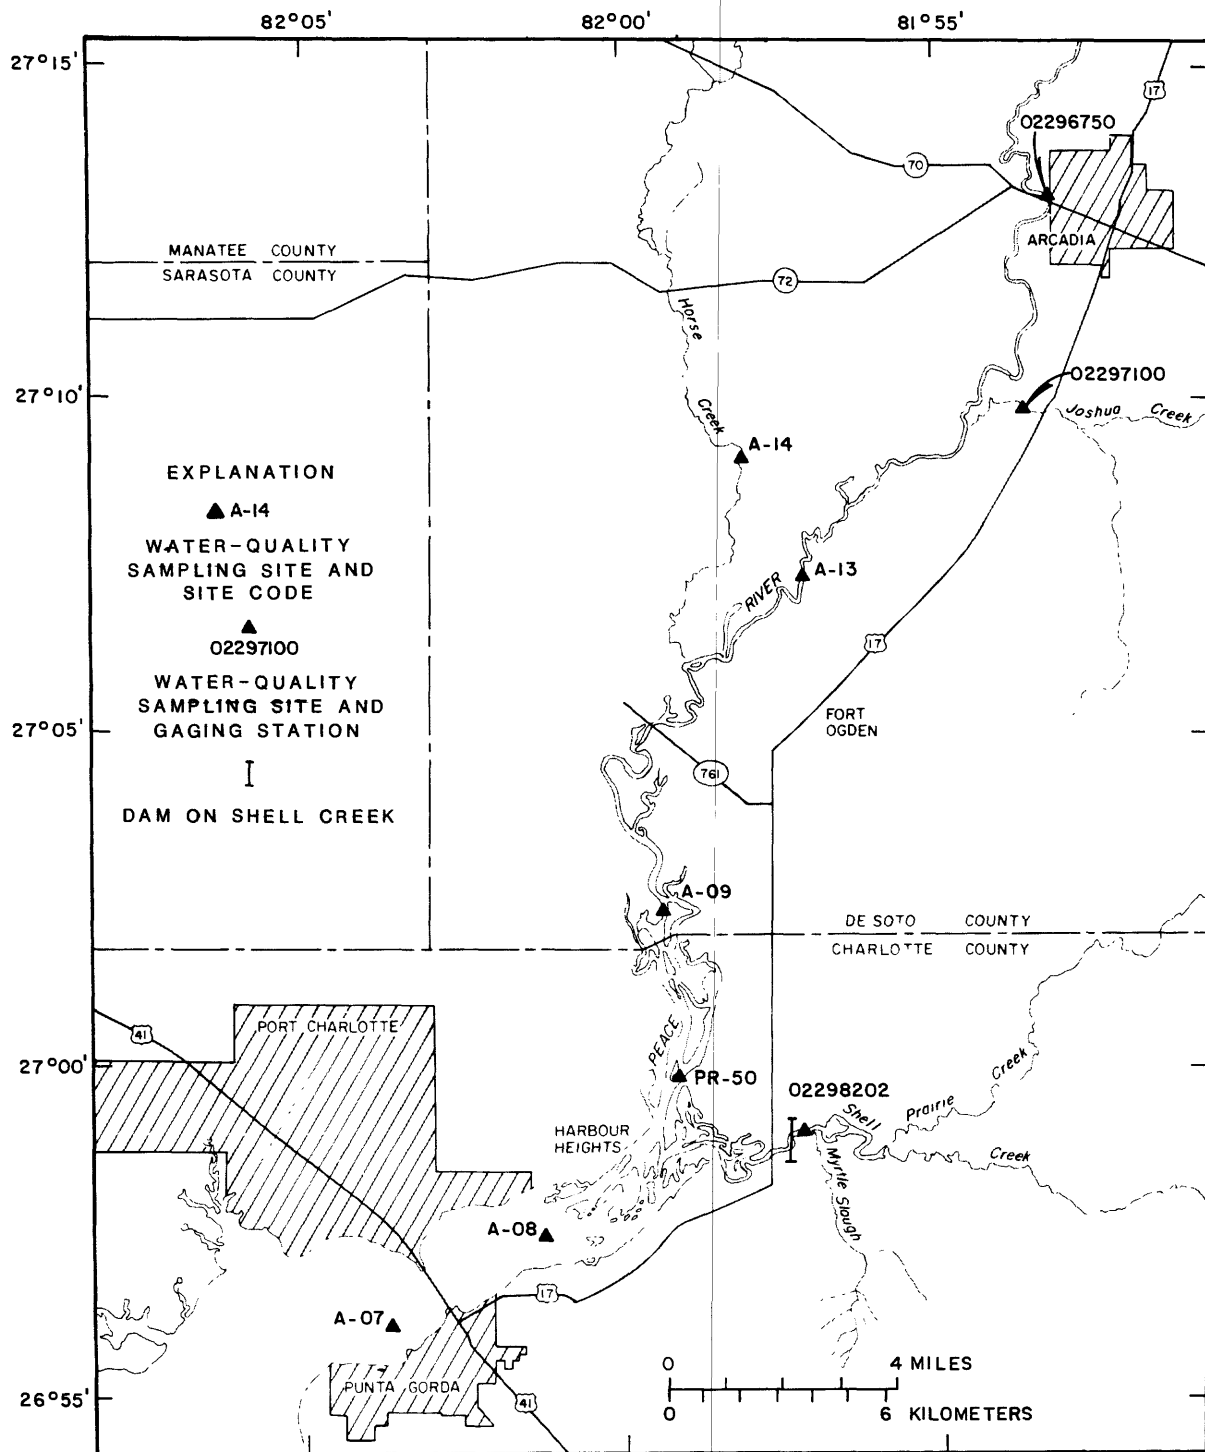 82°05' 82°00' 81°55'
27°15'
17
02296750
70
ARCADIA
MANATEE COUNTY
SARASOTA COUNTY
72
Horse
Creek
27°10'
02297100
Joshua Creek
A-14
EXPLANATION
A-14
WATER-QUALITY
SAMPLING SITE AND
SITE CODE
02297100
WATER-QUALITY
SAMPLING SITE AND
GAGING STATION
DAM ON SHELL CREEK
A-13
RIVER
17
27°05'
FORT
OGDEN
761
A-09
DE SOTO COUNTY
CHARLOTTE COUNTY
41
PORT CHARLOTTE
PEACE
27°00'
PR-50
02298202
Creek
Prairie
Shell
Creek
HARBOUR
HEIGHTS
Myrtle Slough
A-08
17
A-07
PUNTA GORDA
41
26°55'
0 4 MILES
0 6 KILOMETERS